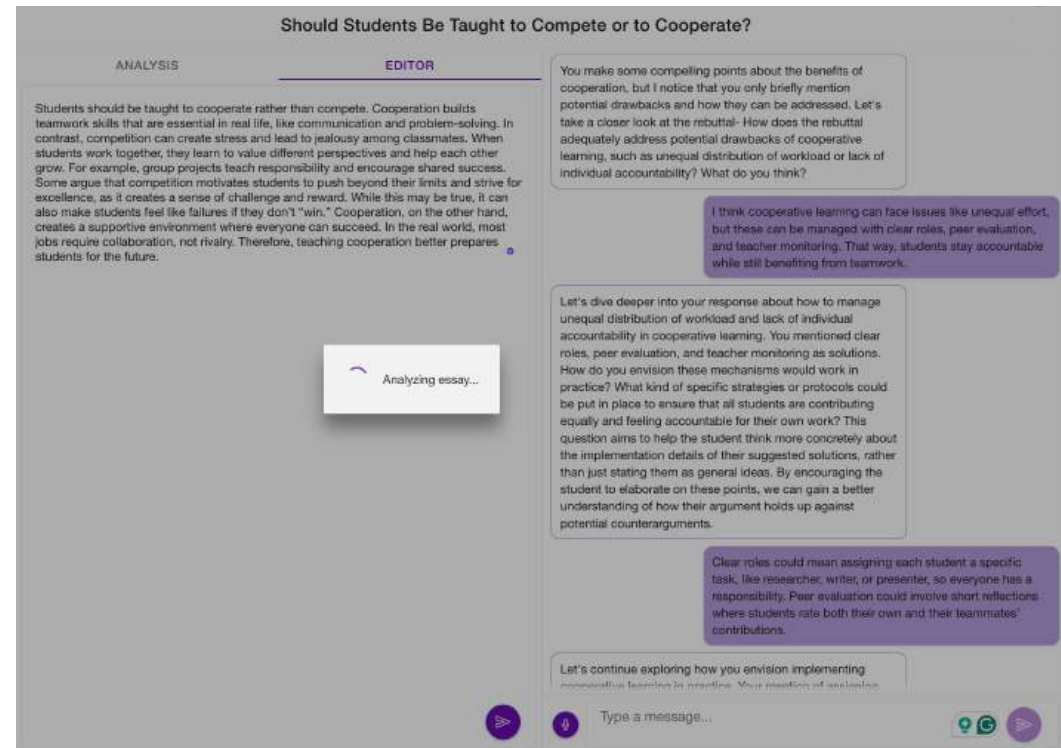 Should Students Be Taught to Compete or to Cooperate?
ANALYSIS
EDITOR
Students should be taught to cooperate rather than compete. Cooperation builds
teamwork skills that are essential in real life, like communication and problem-solving. In
contrast, competition can create stress and lead to jealousy among classmates. When
students work together, they learn to value different perspectives and help each other
grow. For example, group projects teach responsibility and encourage shared success.
Some argue that competition motivates students to push beyond their limits and strive for
excellence, as it creates a sense of challenge and reward. While this may be true, it can
also make students feel like failures if they don't "win." Cooperation, on the other hand,
creates a supportive environment where everyone can succeed. In the real world, most
jobs require collaboration, not rivalry. Therefore, teaching cooperation better prepares
students for the future.
Analyzing essay...
You make some compelling points about the benefits of
cooperation, but I notice that you only briefly mention
potential drawbacks and how they can be addressed. Let's
take a closer look at the rebuttal- How does the rebuttal
adequately address potential drawbacks of cooperative
learning, such as unequal distribution of workload or lack of
individual accountability? What do you think?
I think cooperative learning can face issues like unequal effort,
but these can be managed with clear roles, peer evaluation,
and teacher monitoring. That way, students stay accountable
while still benefiting from teamwork.
Let's dive deeper into your response about how to manage
unequal distribution of workload and lack of individual
accountability in cooperative learning. You mentioned clear
roles, peer evaluation, and teacher monitoring as solutions.
How do you envision these mechanisms would work in
practice? What kind of specific strategies or protocols could
be put in place to ensure that all students are contributing
equally and feeling accountable for their own work? This
question aims to help the student think more concretely about
the implementation details of their suggested solutions, rather
than just stating them as general ideas. By encouraging the
student to elaborate on these points, we can gain a better
understanding of how their argument holds up against
potential counterarguments.
Clear roles could mean assigning each student a specific
task, like researcher, writer, or presenter, so everyone has a
responsibility. Peer evaluation could involve short reflections
where students rate both their own and their teammates'
contributions.
Let's continue exploring how you envision implementing
cooperative learning in practice. Your mention of assigning
Type a message...